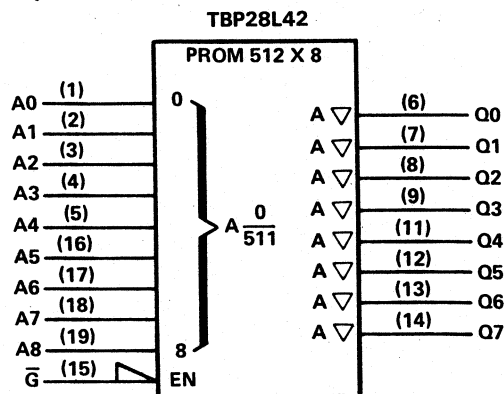 TBP28L42
PROM 512 X 8
A0 (1) 0
A1 (2)
A2 (3)
A3 (4)
A4 (5)
A5 (16)
A6 (17)
A7 (18)
A8 (19) 8
G̅ (15) EN
A 0/511
A ▽ (6) Q0
A ▽ (7) Q1
A ▽ (8) Q2
A ▽ (9) Q3
A ▽ (11) Q4
A ▽ (12) Q5
A ▽ (13) Q6
A ▽ (14) Q7